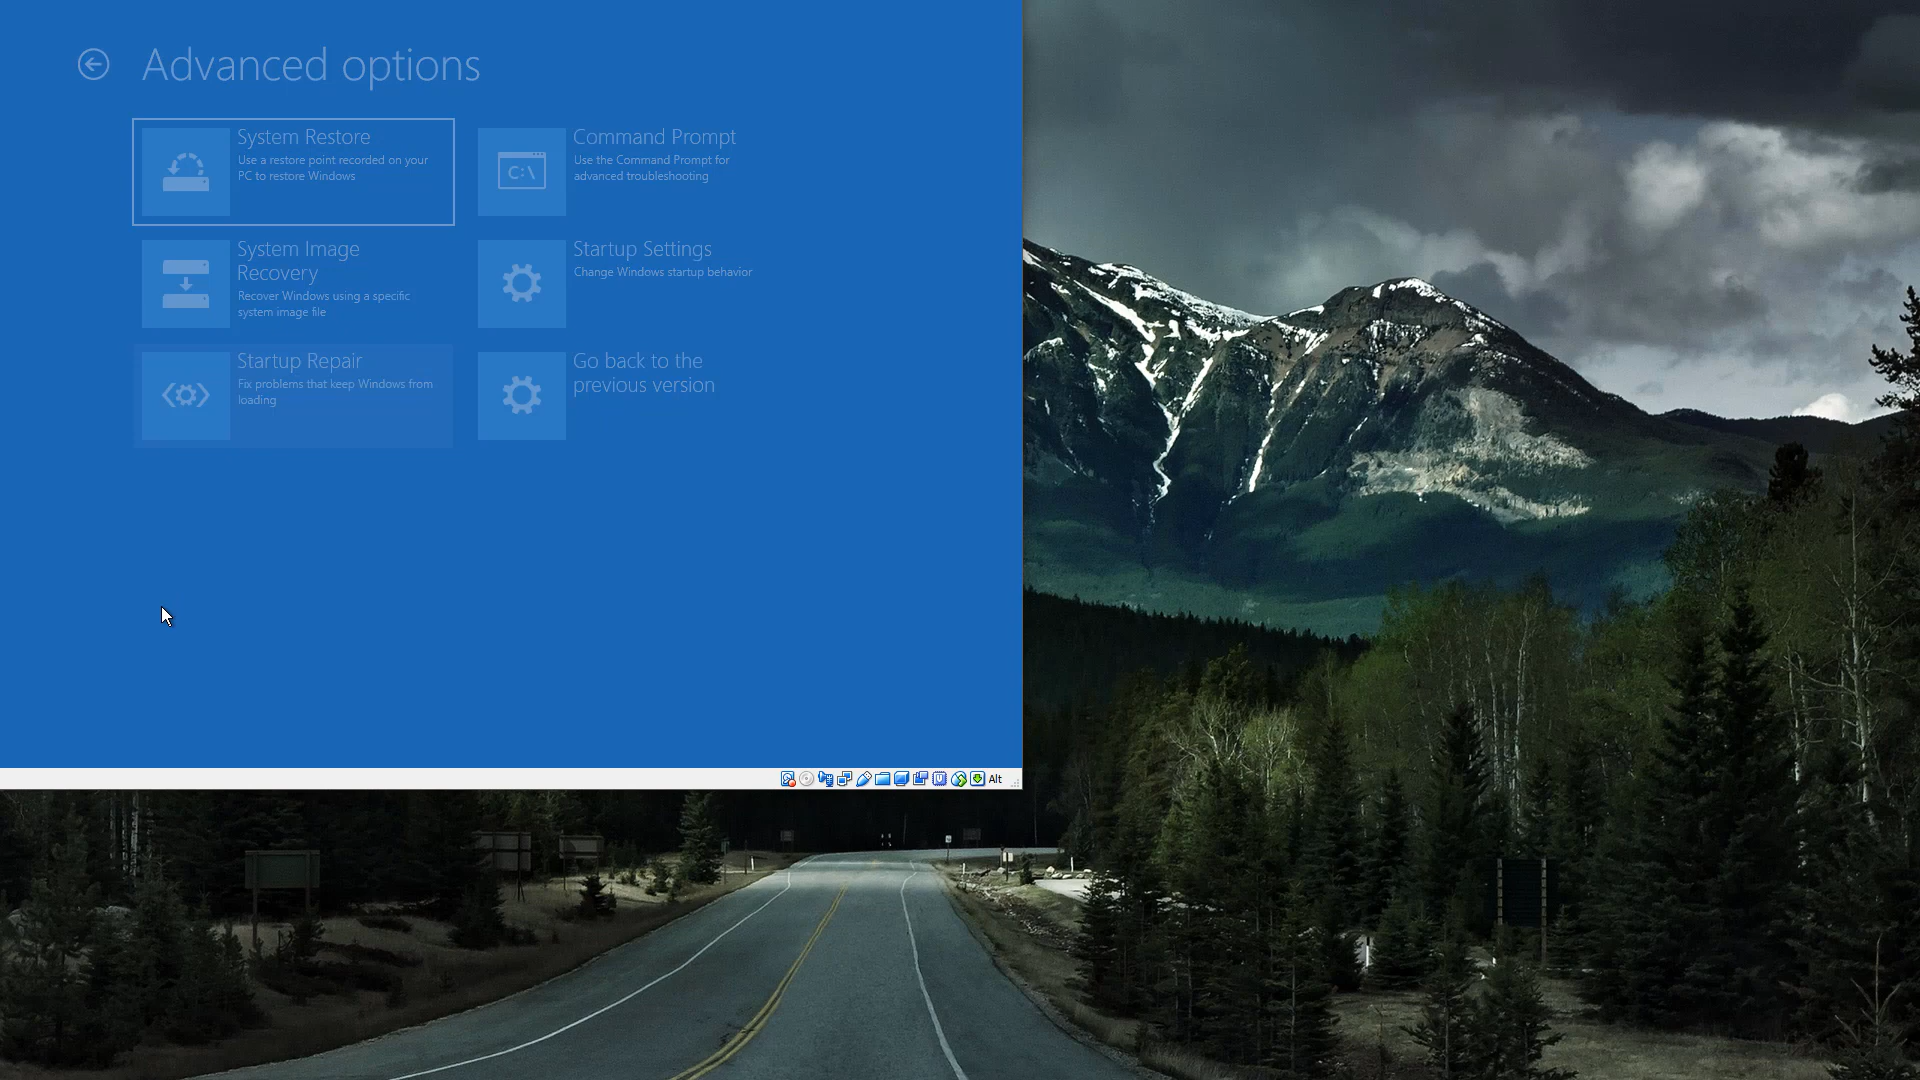 Advanced options
System Restore
Use a restore point recorded on your
PC to restore Windows
Command Prompt
Use the Command Prompt for
advanced troubleshooting
C:\
System Image
Recovery
Recover Windows using a specific
system image file
Startup Settings
Change Windows startup behavior
Startup Repair
Fix problems that keep Windows from
loading
Go back to the
previous version
Alt